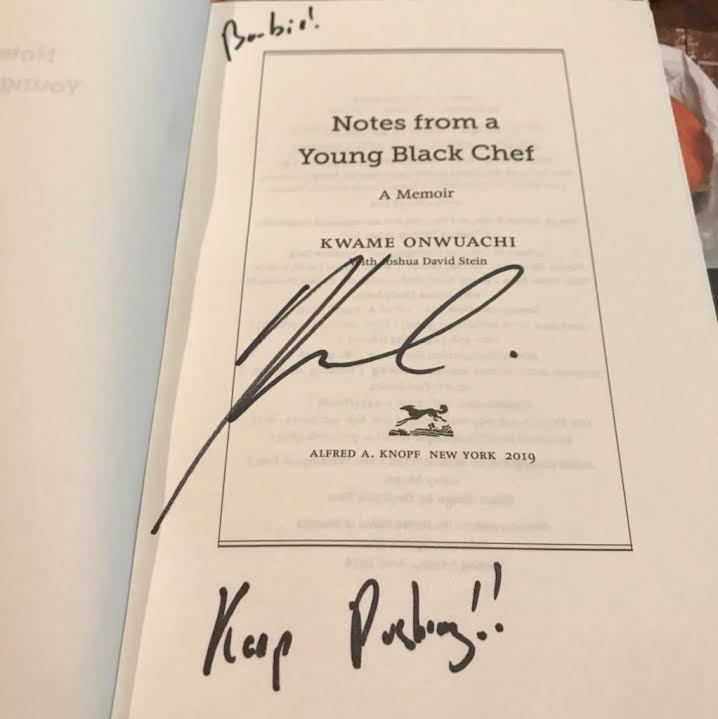 Barbie!
Notes from a
Young Black Chef
A Memoir
KWAME ONWUACHI
With Joshua David Stein
ALFRED A. KNOPF NEW YORK 2019
Keep Pushing!!